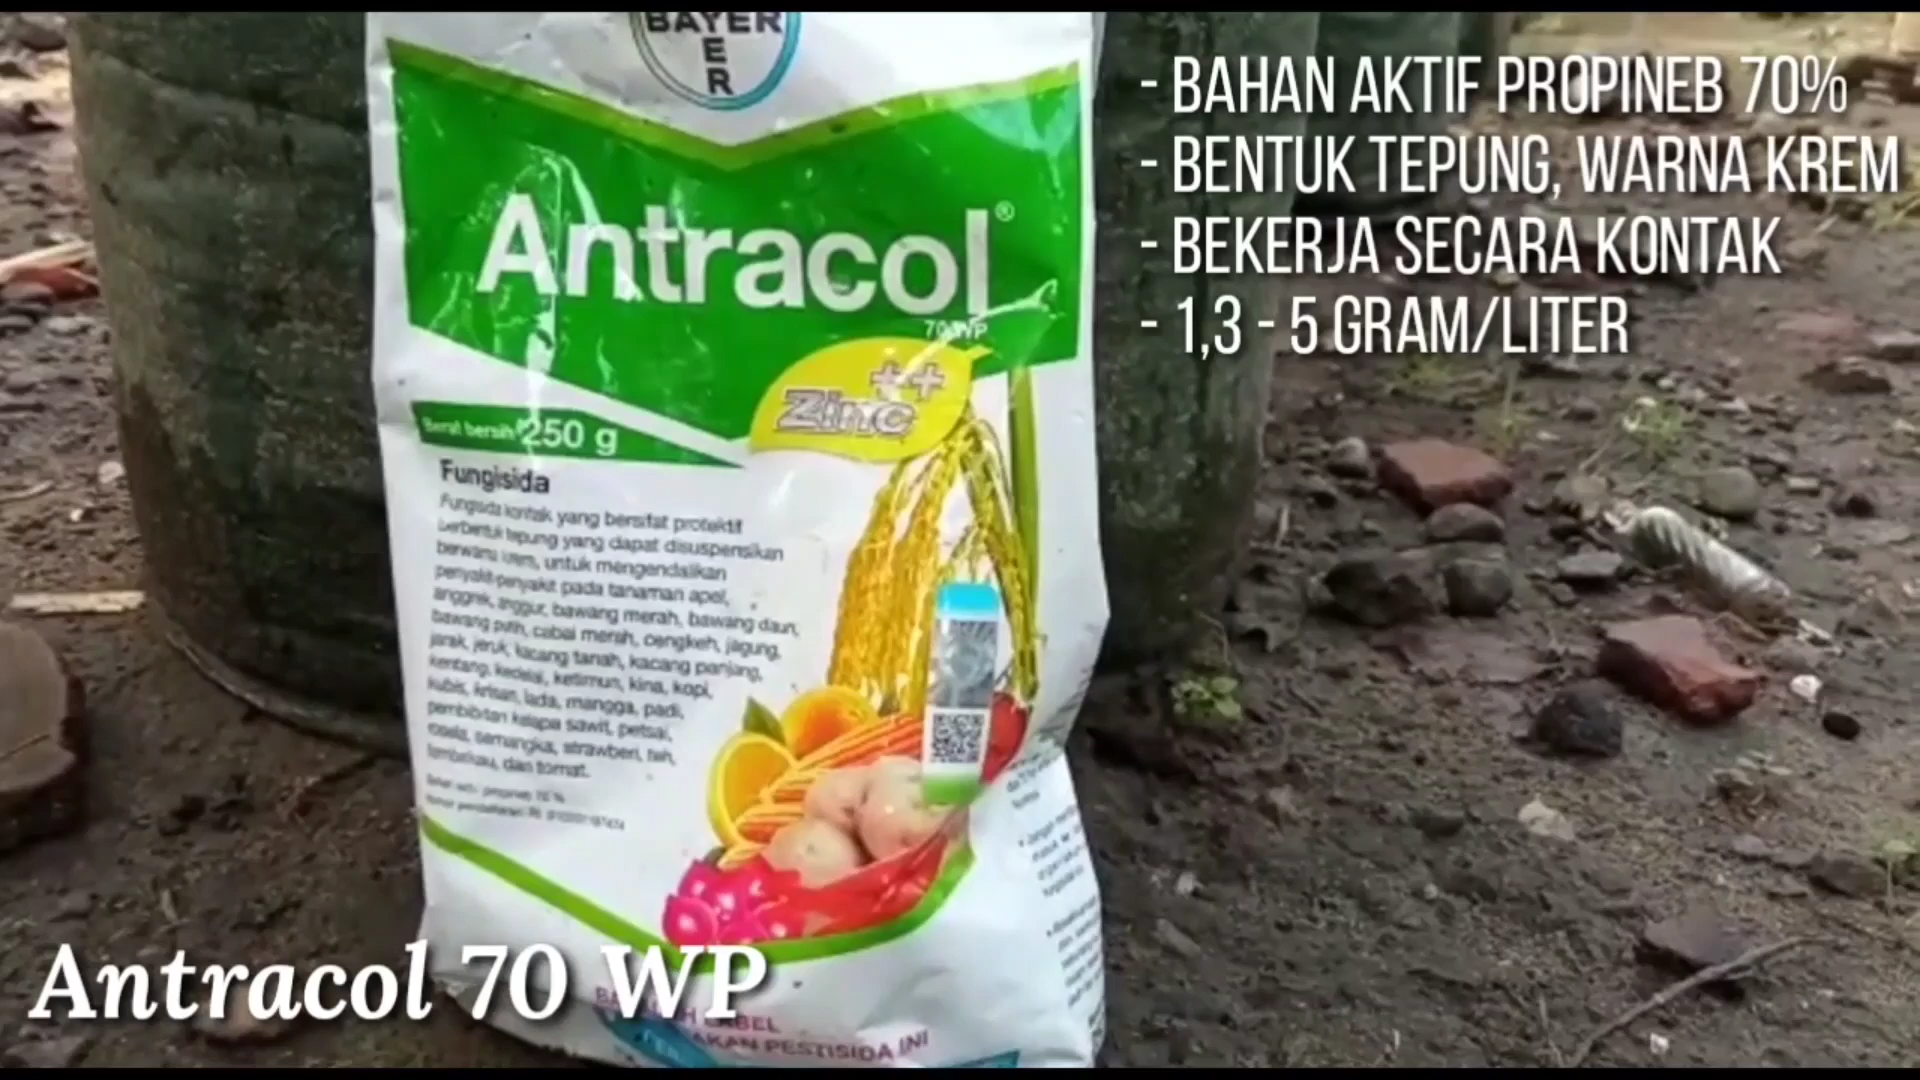 BAYER
E
R
Antracol®
70 WP
Zinc++
Berat bersih 250 g
Fungisida
Fungisida kontak yang bersifat protektif
berbentuk tepung yang dapat disuspensikan
berwarna krem, untuk mengendalikan
penyakit-penyakit pada tanaman apel,
anggrek, anggur, bawang merah, bawang daun,
bawang putih, cabai merah, cengkeh, jagung,
jarak, jeruk, kacang tanah, kacang panjang,
kentang, kedelai, ketimun, kina, kopi,
kubis, krisan, lada, mangga, padi,
pembibitan kelapa sawit, petsai,
rosela, semangka, strawberi, teh,
tembakau, dan tomat.
- BAHAN AKTIF PROPINEB 70%
- BENTUK TEPUNG, WARNA KREM
- BEKERJA SECARA KONTAK
- 1,3 - 5 GRAM/LITER
Antracol 70 WP
LABEL
PESTISIDA INI